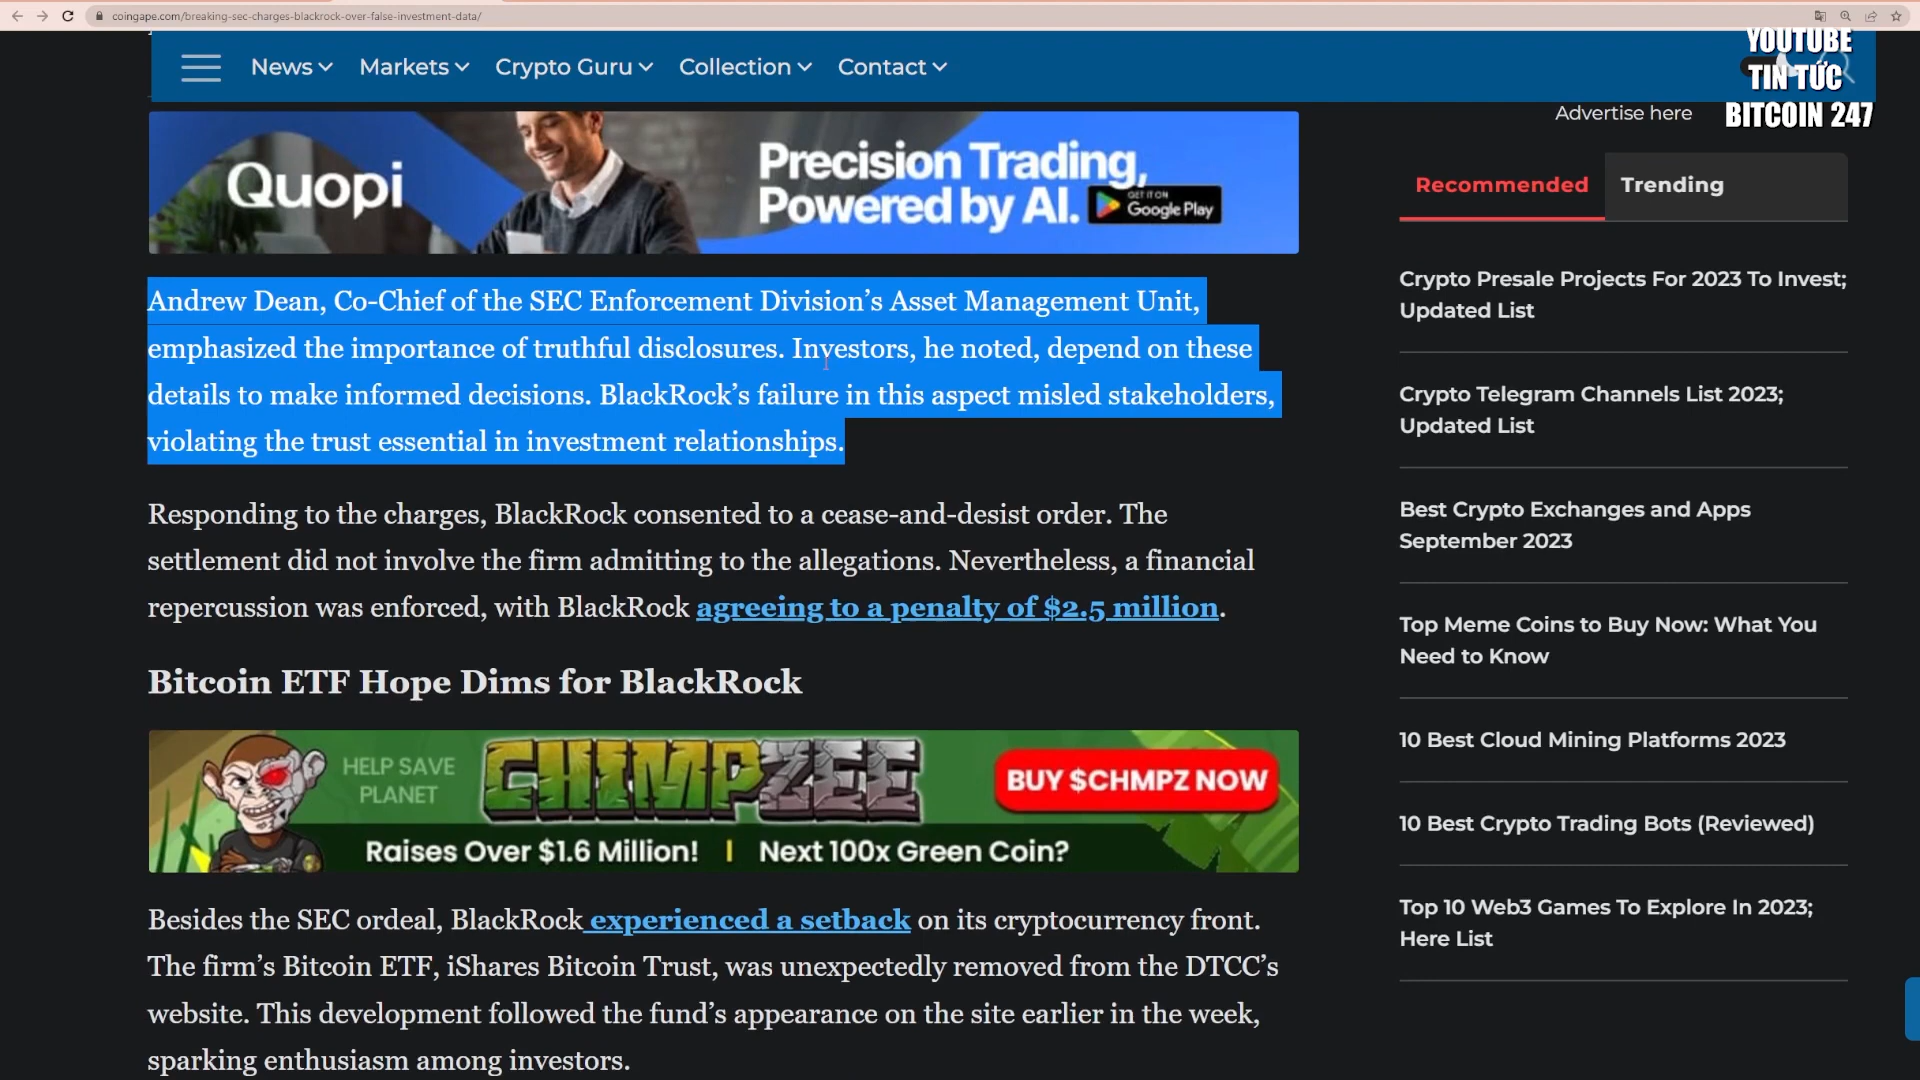 coingape.com/breaking-sec-charges-blackrock-over-false-investment-data/
News
Markets
Crypto Guru
Collection
Contact
YOUTUBE
TIN TỨC
BITCOIN 247
Advertise here
Quopi
Precision Trading,
Powered by AI.
GET IT ON
Google Play
Recommended
Trending
Andrew Dean, Co-Chief of the SEC Enforcement Division’s Asset Management Unit,
emphasized the importance of truthful disclosures. Investors, he noted, depend on these
details to make informed decisions. BlackRock’s failure in this aspect misled stakeholders,
violating the trust essential in investment relationships.
Responding to the charges, BlackRock consented to a cease-and-desist order. The
settlement did not involve the firm admitting to the allegations. Nevertheless, a financial
repercussion was enforced, with BlackRock agreeing to a penalty of $2.5 million.
Bitcoin ETF Hope Dims for BlackRock
HELP SAVE
PLANET
CHIMPZEE
BUY $CHMPZ NOW
Raises Over $1.6 Million! | Next 100x Green Coin?
Besides the SEC ordeal, BlackRock experienced a setback on its cryptocurrency front.
The firm’s Bitcoin ETF, iShares Bitcoin Trust, was unexpectedly removed from the DTCC’s
website. This development followed the fund’s appearance on the site earlier in the week,
sparking enthusiasm among investors.
Crypto Presale Projects For 2023 To Invest;
Updated List
Crypto Telegram Channels List 2023;
Updated List
Best Crypto Exchanges and Apps
September 2023
Top Meme Coins to Buy Now: What You
Need to Know
10 Best Cloud Mining Platforms 2023
10 Best Crypto Trading Bots (Reviewed)
Top 10 Web3 Games To Explore In 2023;
Here List